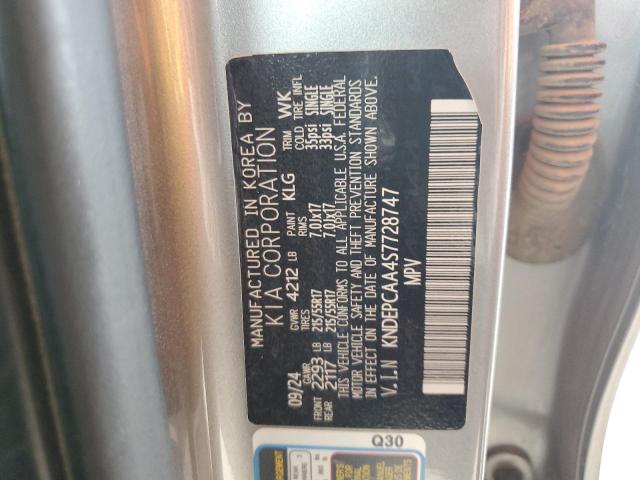 MANUFACTURED IN KOREA BY
KIA CORPORATION
09/24 GVWR 4212 LB PAINT KLG TRIM WK
GAWR TIRES RIMS COLD TIRE INFL
FRONT 2293 LB 215/55R17 7.0Jx17 35psi SINGLE
REAR 2117 LB 215/55R17 7.0Jx17 33psi SINGLE
THIS VEHICLE CONFORMS TO ALL APPLICABLE U.S.A. FEDERAL
MOTOR VEHICLE SAFETY AND THEFT PREVENTION STANDARDS
IN EFFECT ON THE DATE OF MANUFACTURE SHOWN ABOVE.
V.I.N KNDEPCAA4S7728747
MPV
Q30